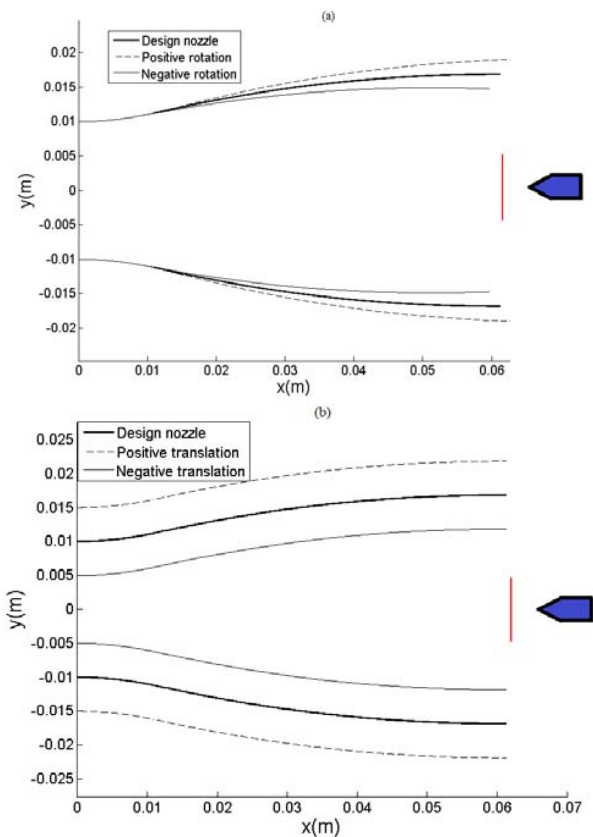 (a)
Design nozzle
Positive rotation
Negative rotation
0.02
0.015
0.01
0.005
0
-0.005
-0.01
-0.015
-0.02
y(m)
0 0.01 0.02 0.03 0.04 0.05 0.06
x(m)
(b)
Design nozzle
Positive translation
Negative translation
0.025
0.02
0.015
0.01
0.005
0
-0.005
-0.01
-0.015
-0.02
-0.025
y(m)
0 0.01 0.02 0.03 0.04 0.05 0.06 0.07
x(m)